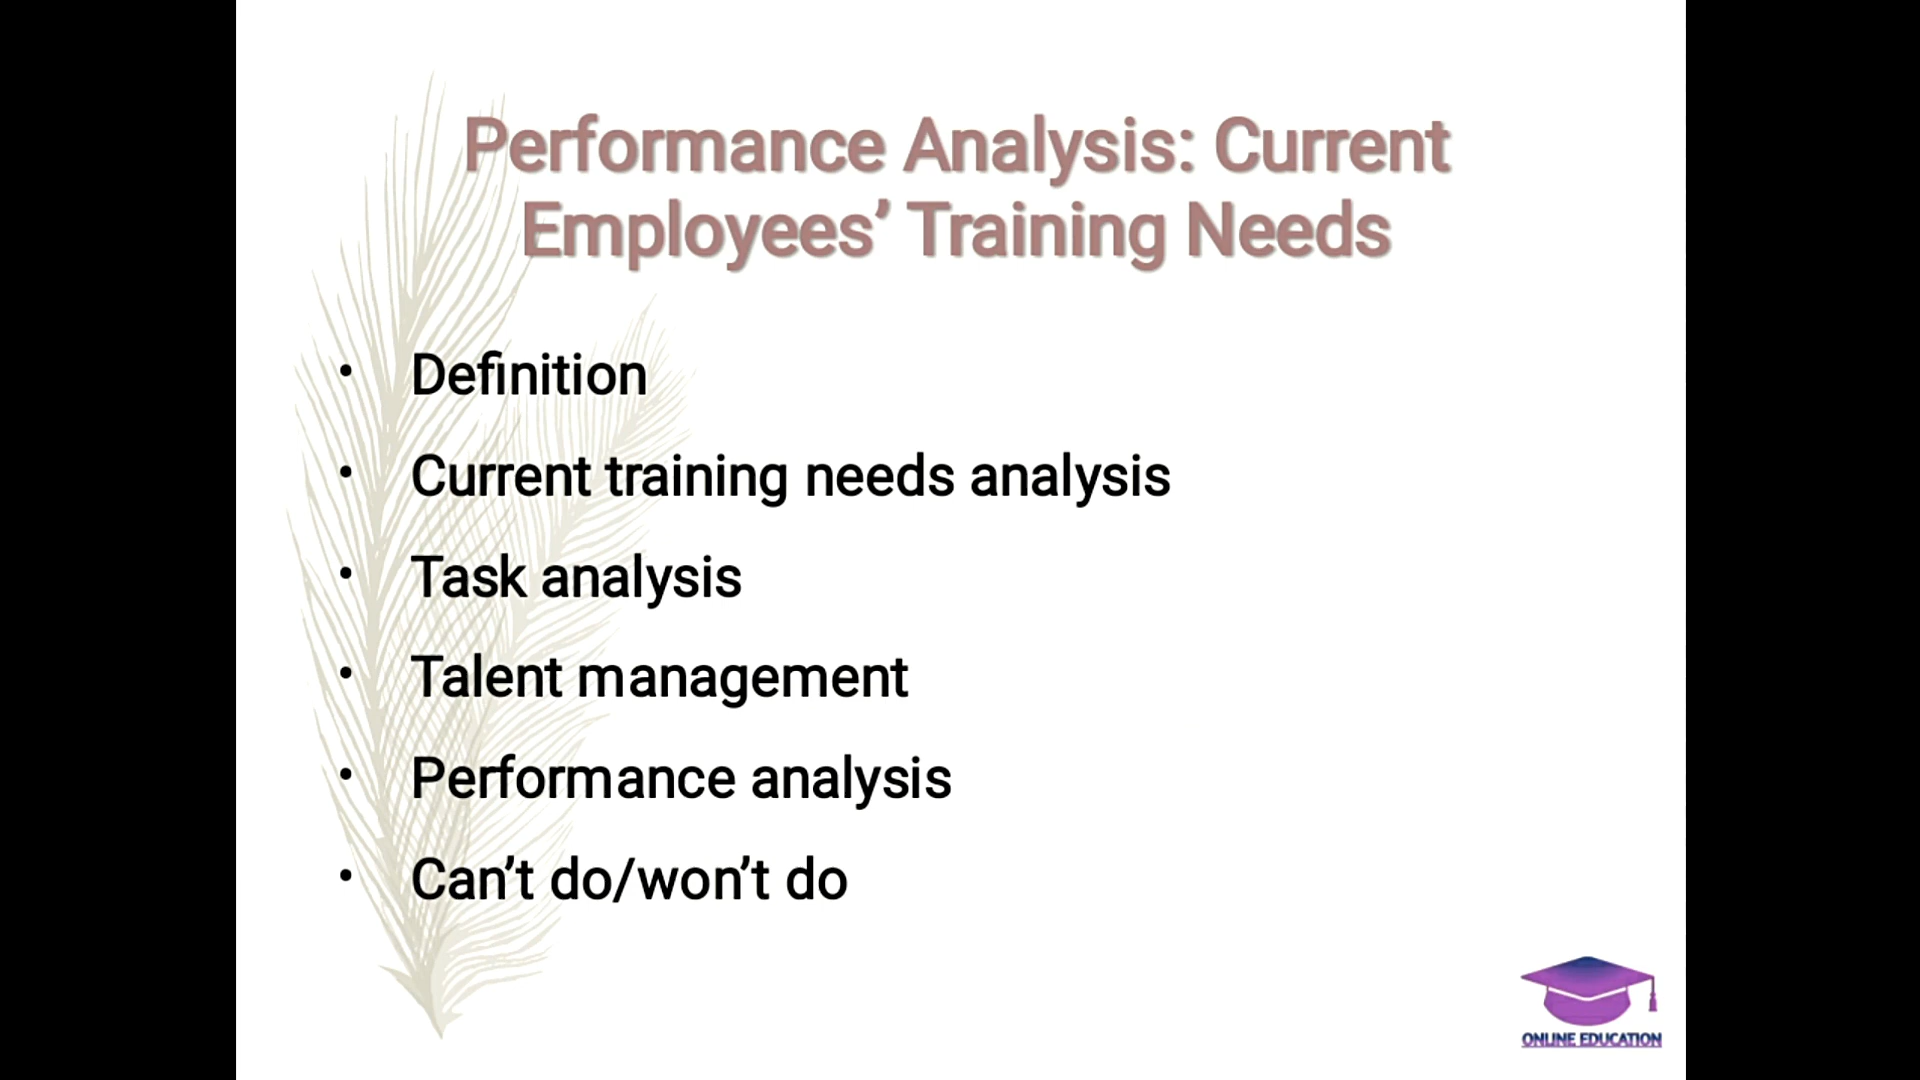 Performance Analysis: Current
Employees’ Training Needs
• Definition
• Current training needs analysis
• Task analysis
• Talent management
• Performance analysis
• Can’t do/won’t do
ONLINE EDUCATION